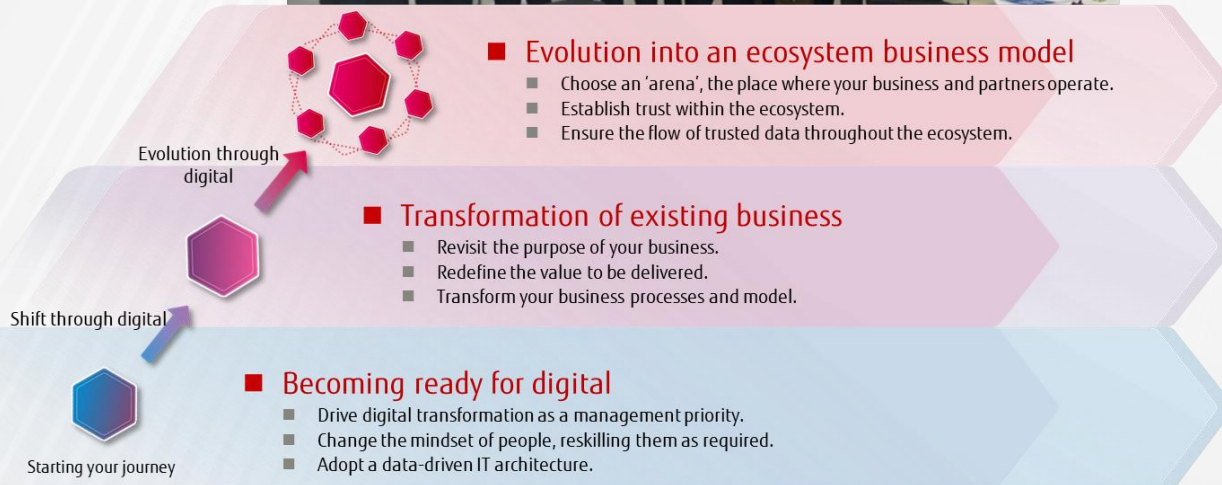 Evolution into an ecosystem business model
Choose an ‘arena’, the place where your business and partners operate.
Establish trust within the ecosystem.
Ensure the flow of trusted data throughout the ecosystem.
Evolution through
digital
Transformation of existing business
Revisit the purpose of your business.
Redefine the value to be delivered.
Transform your business processes and model.
Shift through digital
Becoming ready for digital
Drive digital transformation as a management priority.
Change the mindset of people, reskilling them as required.
Adopt a data-driven IT architecture.
Starting your journey